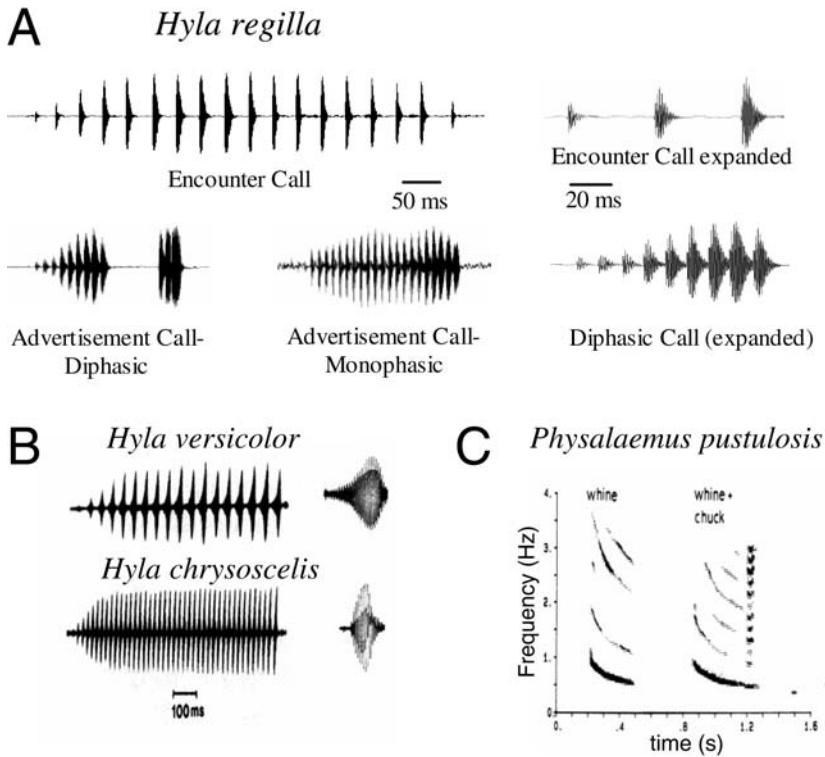 A
Hyla regilla
Encounter Call
50 ms
Encounter Call expanded
20 ms
Advertisement Call-
Diphasic
Advertisement Call-
Monophasic
Diphasic Call (expanded)
B
Hyla versicolor
Hyla chrysoscelis
100ms
C
Physalaemus pustulosis
whine
whine +
chuck
Frequency (Hz)
4.
3.
2.
1.
0
0.
.4
.8
1.2
1.6
time (s)